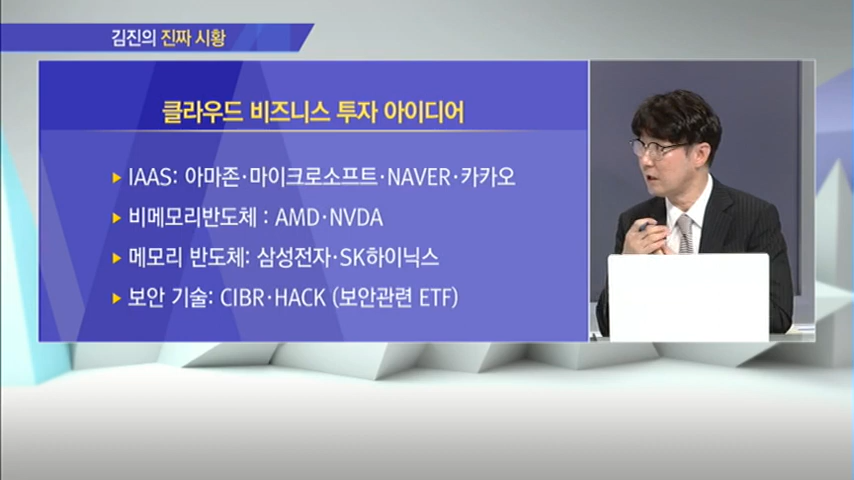 김진의 진짜 시황
클라우드 비즈니스 투자 아이디어
▶ IAAS: 아마존·마이크로소프트·NAVER·카카오
▶ 비메모리반도체 : AMD·NVDA
▶ 메모리 반도체: 삼성전자·SK하이닉스
▶ 보안 기술: CIBR·HACK (보안관련 ETF)